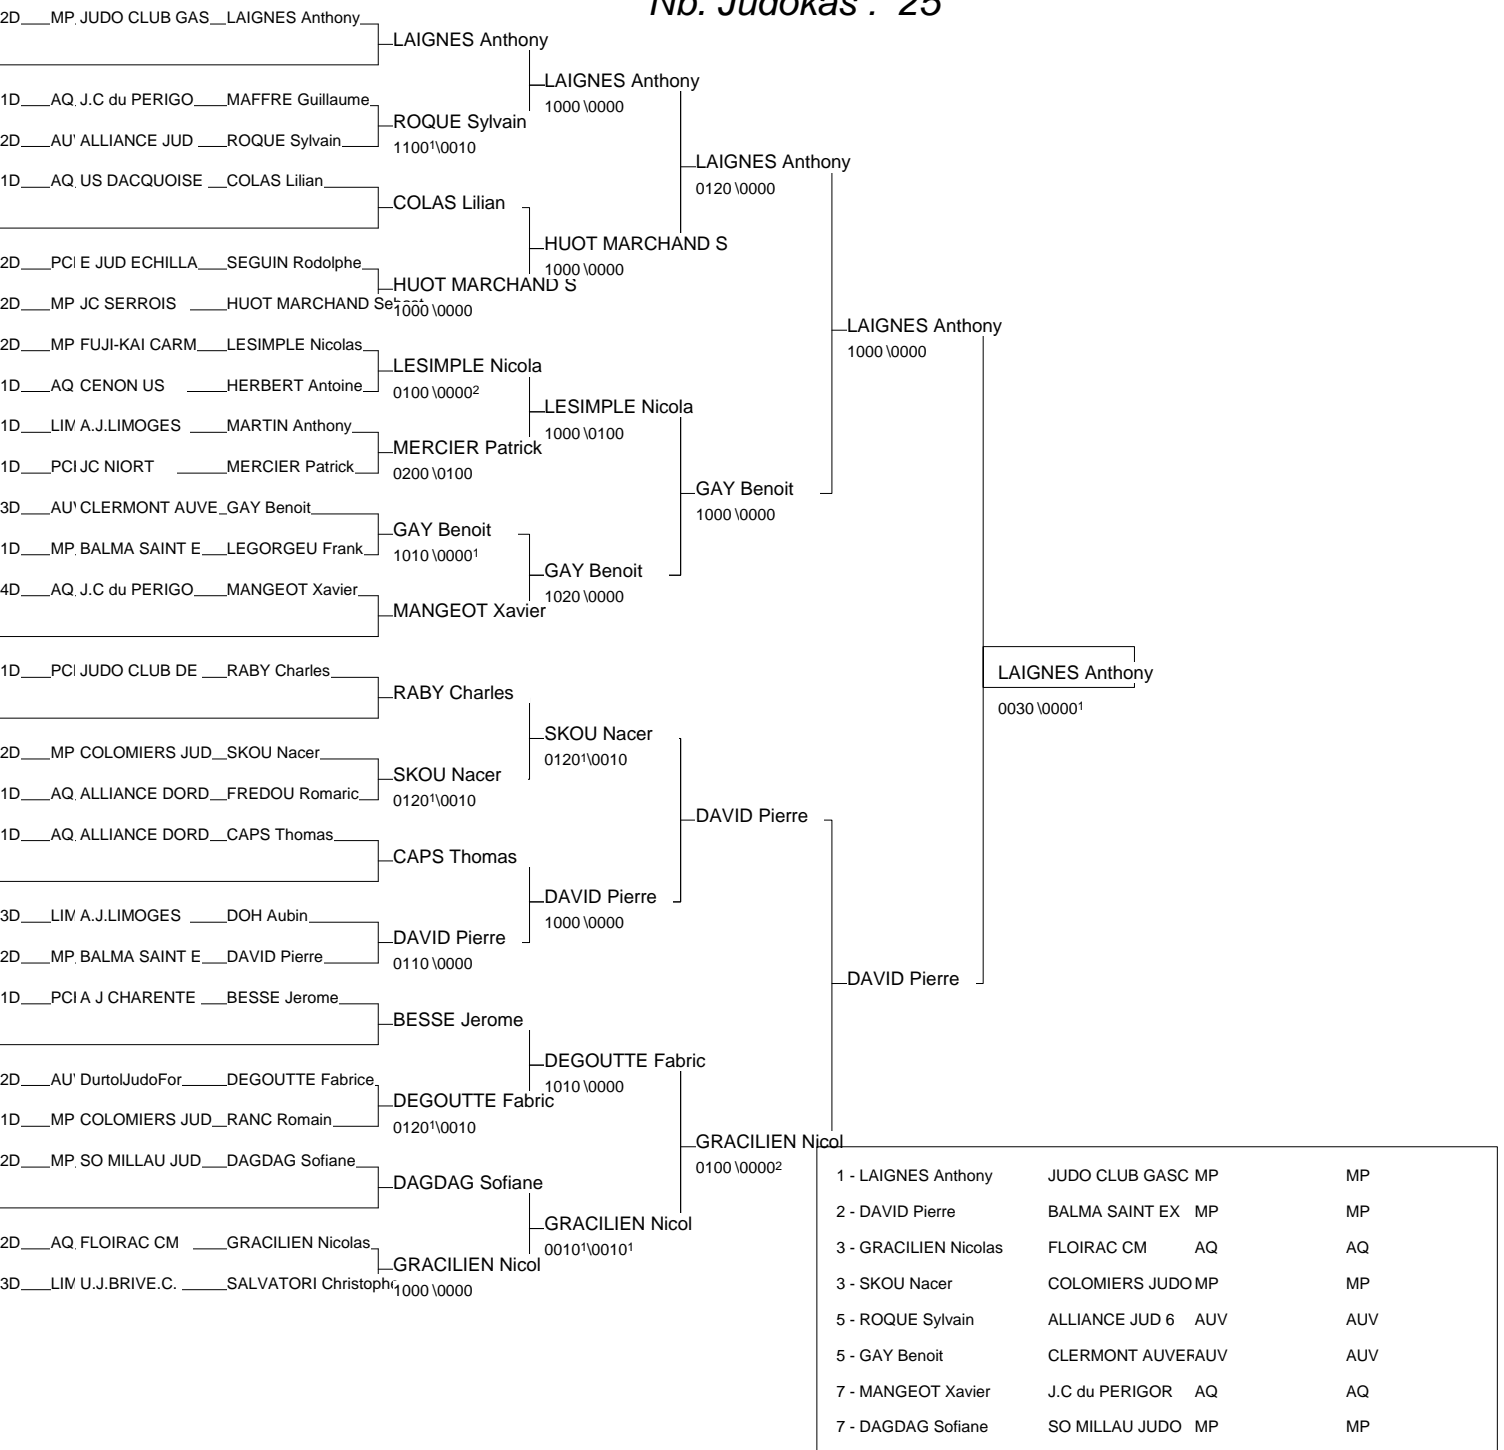 Nb. Judokas : 25
2D MP JUDO CLUB GAS LAIGNES Anthony
LAIGNES Anthony
LAIGNES Anthony
1D AQ J.C du PERIGO MAFFRE Guillaume
1000 \0000
ROQUE Sylvain
2D AU ALLIANCE JUD ROQUE Sylvain
1100¹\0010
LAIGNES Anthony
1D AQ US DACQUOISE COLAS Lilian
0120 \0000
COLAS Lilian
HUOT MARCHAND S
2D PCI E JUD ECHILLA SEGUIN Rodolphe
1000 \0000
HUOT MARCHAND S
2D MP JC SERROIS HUOT MARCHAND Sebast
1000 \0000
LAIGNES Anthony
2D MP FUJI-KAI CARM LESIMPLE Nicolas
1000 \0000
LESIMPLE Nicola
1D AQ CENON US HERBERT Antoine
0100 \0000²
LESIMPLE Nicola
1D LIM A.J.LIMOGES MARTIN Anthony
1000 \0100
MERCIER Patrick
1D PCI JC NIORT MERCIER Patrick
0200 \0100
GAY Benoit
3D AUV CLERMONT AUVE GAY Benoit
1000 \0000
GAY Benoit
1D MP BALMA SAINT E LEGORGEU Frank
1010 \0000¹
GAY Benoit
4D AQ J.C du PERIGO MANGEOT Xavier
1020 \0000
MANGEOT Xavier
1D PCI JUDO CLUB DE RABY Charles
LAIGNES Anthony
RABY Charles
0030 \0000¹
SKOU Nacer
2D MP COLOMIERS JUD SKOU Nacer
0120¹\0010
SKOU Nacer
1D AQ ALLIANCE DORD FREDOU Romaric
0120¹\0010
DAVID Pierre
1D AQ ALLIANCE DORD CAPS Thomas
CAPS Thomas
DAVID Pierre
3D LIM A.J.LIMOGES DOH Aubin
1000 \0000
DAVID Pierre
2D MP BALMA SAINT E DAVID Pierre
0110 \0000
DAVID Pierre
1D PCI A J CHARENTE BESSE Jerome
BESSE Jerome
DEGOUTTE Fabric
2D AU DurtolJudoFor DEGOUTTE Fabrice
1010 \0000
DEGOUTTE Fabric
1D MP COLOMIERS JUD RANC Romain
0120¹\0010
GRACILIEN Nicol
2D MP SO MILLAU JUD DAGDAG Sofiane
0100 \0000²
DAGDAG Sofiane
GRACILIEN Nicol
2D AQ FLOIRAC CM GRACILIEN Nicolas
0010¹\0010¹
GRACILIEN Nicol
3D LIM U.J.BRIVE.C. SALVATORI Christophe
1000 \0000
1 - LAIGNES Anthony JUDO CLUB GASC MP MP
2 - DAVID Pierre BALMA SAINT EX MP MP
3 - GRACILIEN Nicolas FLOIRAC CM AQ AQ
3 - SKOU Nacer COLOMIERS JUDO MP MP
5 - ROQUE Sylvain ALLIANCE JUD 6 AUV AUV
5 - GAY Benoit CLERMONT AUVER AUV AUV
7 - MANGEOT Xavier J.C du PERIGOR AQ AQ
7 - DAGDAG Sofiane SO MILLAU JUDO MP MP